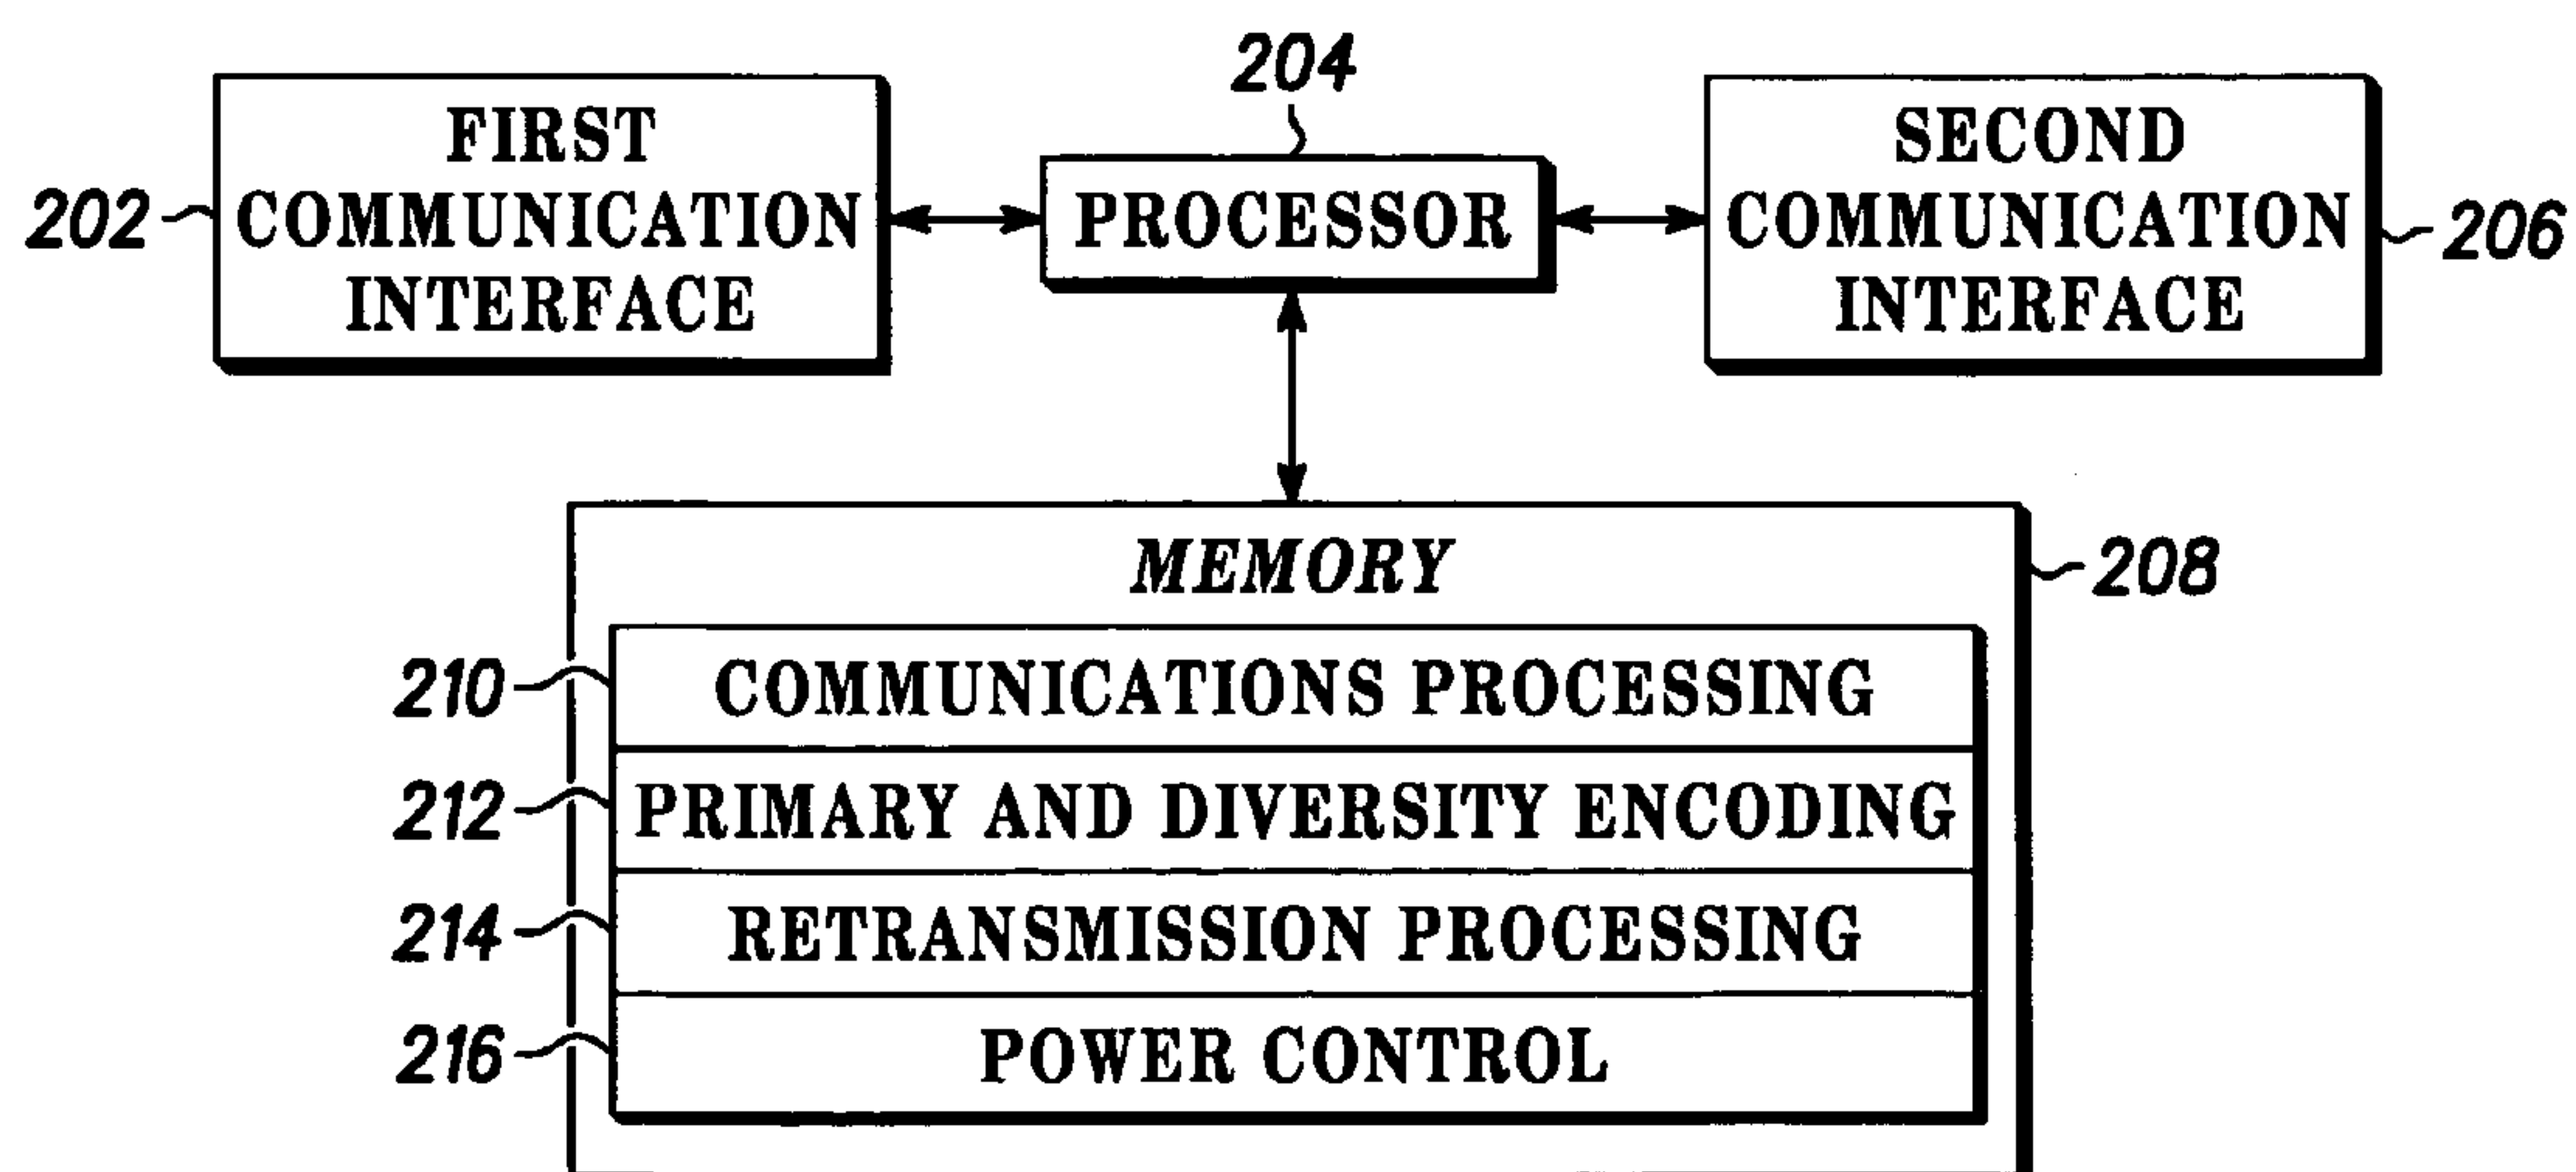 204
FIRST
COMMUNICATION
INTERFACE
202
PROCESSOR
SECOND
COMMUNICATION
INTERFACE
206
MEMORY
208
210
COMMUNICATIONS PROCESSING
212
PRIMARY AND DIVERSITY ENCODING
214
RETRANSMISSION PROCESSING
216
POWER CONTROL